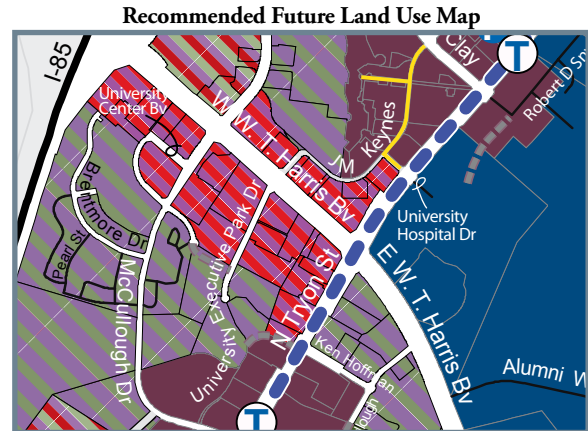 Recommended Future Land Use Map
I-85
T
Clay
Robert D Sn
University
Center Bv
W W. T. Harris Bv
JM
Keynes
University
Hospital Dr
Brentmore Dr
Pearl St
McCullough Dr
University Executive Park Dr
N Tryon St
E W. T. Harris Bv
Ken Hoffman
lough
Alumni W
T